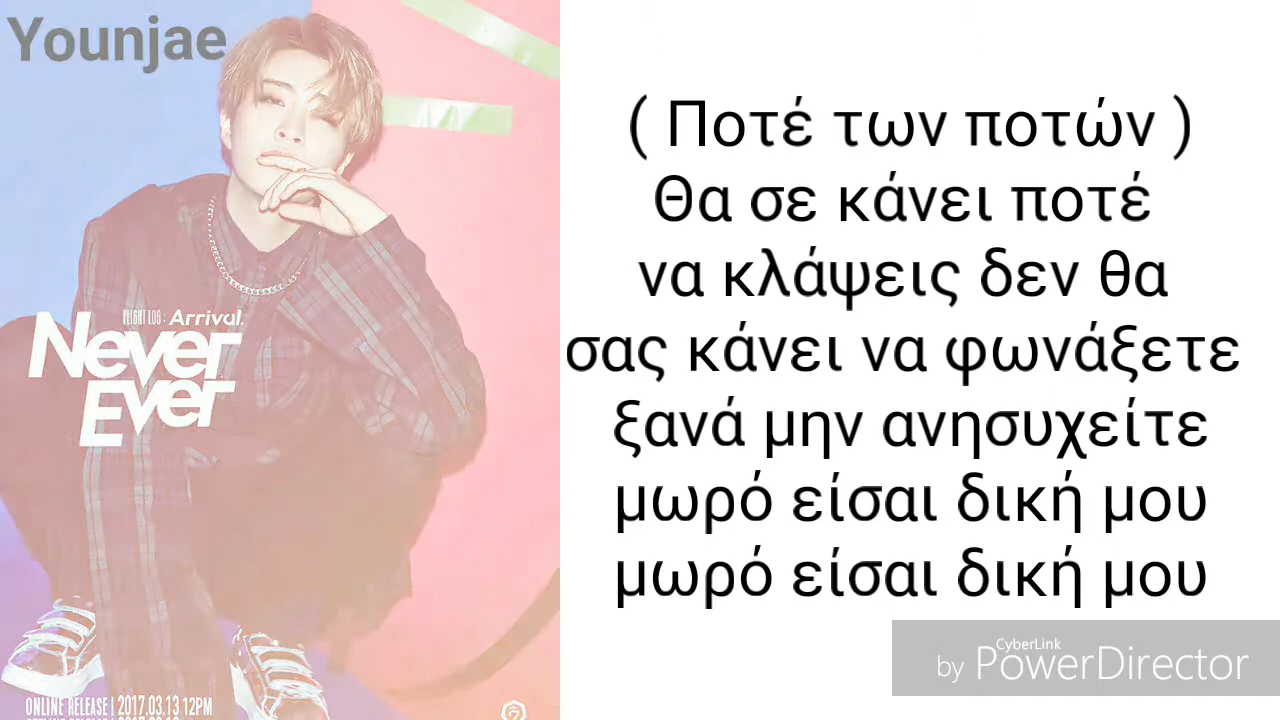 Younjae
FLIGHT LOG : Arrival.
Never
Ever
ONLINE RELEASE | 2017.03.13 12PM
( Ποτέ των ποτών )
Θα σε κάνει ποτέ
να κλάψεις δεν θα
σας κάνει να φωνάξετε
ξανά μην ανησυχείτε
μωρό είσαι δική μου
μωρό είσαι δική μου
CyberLink
by PowerDirector